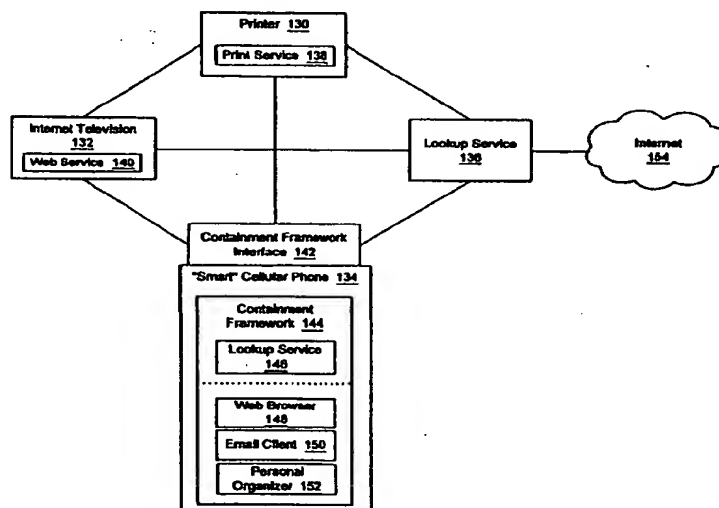 Printer 130
Print Service 138
Internet Television
132
Web Service 140
Lookup Service
136
Internet
154
Containment Framework
Interface 142
"Smart" Cellular Phone 134
Containment
Framework 144
Lookup Service
146
Web Browser
148
Email Client 150
Personal
Organizer 152